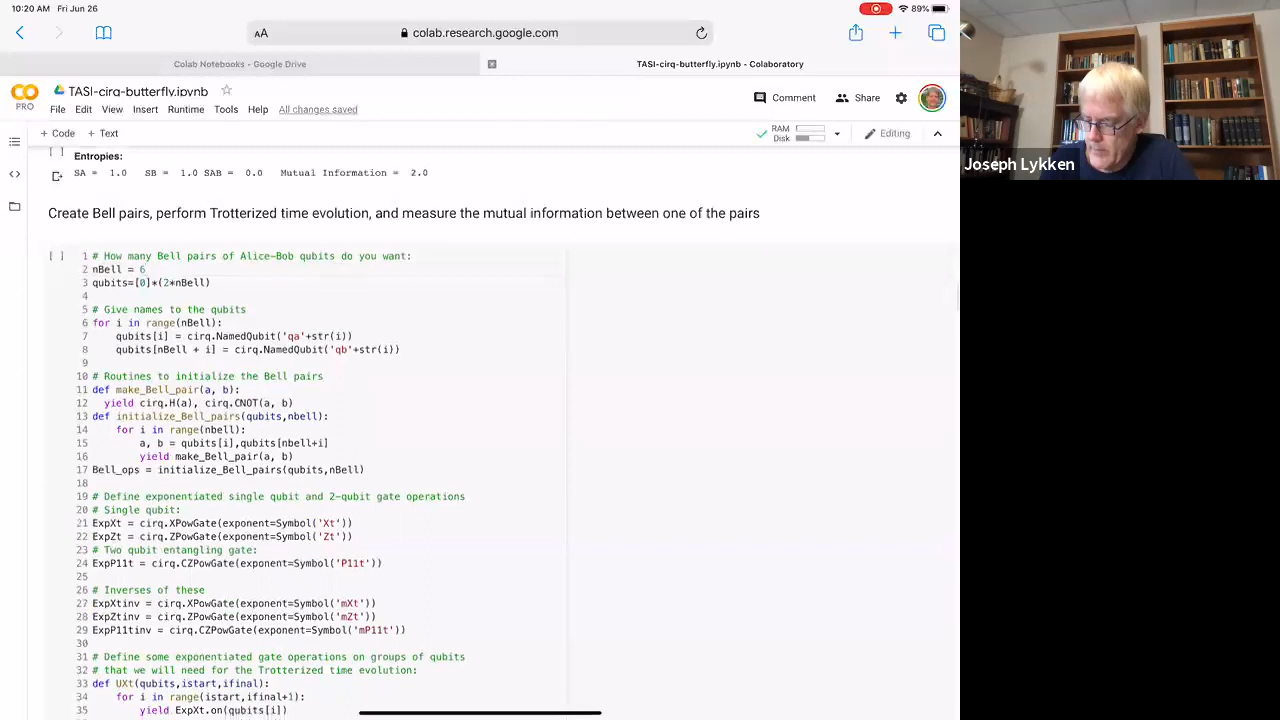 10:20 AM Fri Jun 26
89%
AA
colab.research.google.com
Colab Notebooks - Google Drive
TASI-cirq-butterfly.ipynb - Colaboratory
CO
PRO
TASI-cirq-butterfly.ipynb
File Edit View Insert Runtime Tools Help All changes saved
Comment
Share
+ Code + Text
RAM
Disk
Editing
[ ] Entropies:
SA = 1.0 SB = 1.0 SAB = 0.0 Mutual Information = 2.0
Create Bell pairs, perform Trotterized time evolution, and measure the mutual information between one of the pairs
[ ] 1 # How many Bell pairs of Alice-Bob qubits do you want:
2 nBell = 6
3 qubits=[0]*(2*nBell)
4
5 # Give names to the qubits
6 for i in range(nBell):
7 qubits[i] = cirq.NamedQubit('qa'+str(i))
8 qubits[nBell + i] = cirq.NamedQubit('qb'+str(i))
9
10 # Routines to initialize the Bell pairs
11 def make_Bell_pair(a, b):
12 yield cirq.H(a), cirq.CNOT(a, b)
13 def initialize_Bell_pairs(qubits,nbell):
14 for i in range(nbell):
15 a, b = qubits[i],qubits[nbell+i]
16 yield make_Bell_pair(a, b)
17 Bell_ops = initialize_Bell_pairs(qubits,nBell)
18
19 # Define exponentiated single qubit and 2-qubit gate operations
20 # Single qubit:
21 ExpXt = cirq.XPowGate(exponent=Symbol('Xt'))
22 ExpZt = cirq.ZPowGate(exponent=Symbol('Zt'))
23 # Two qubit entangling gate:
24 ExpP11t = cirq.CZPowGate(exponent=Symbol('P11t'))
25
26 # Inverses of these
27 ExpXtinv = cirq.XPowGate(exponent=Symbol('mXt'))
28 ExpZtinv = cirq.ZPowGate(exponent=Symbol('mZt'))
29 ExpP11tinv = cirq.CZPowGate(exponent=Symbol('mP11t'))
30
31 # Define some exponentiated gate operations on groups of qubits
32 # that we will need for the Trotterized time evolution:
33 def UXt(qubits,istart,ifinal):
34 for i in range(istart,ifinal+1):
35 yield ExpXt.on(qubits[i])
Joseph Lykken